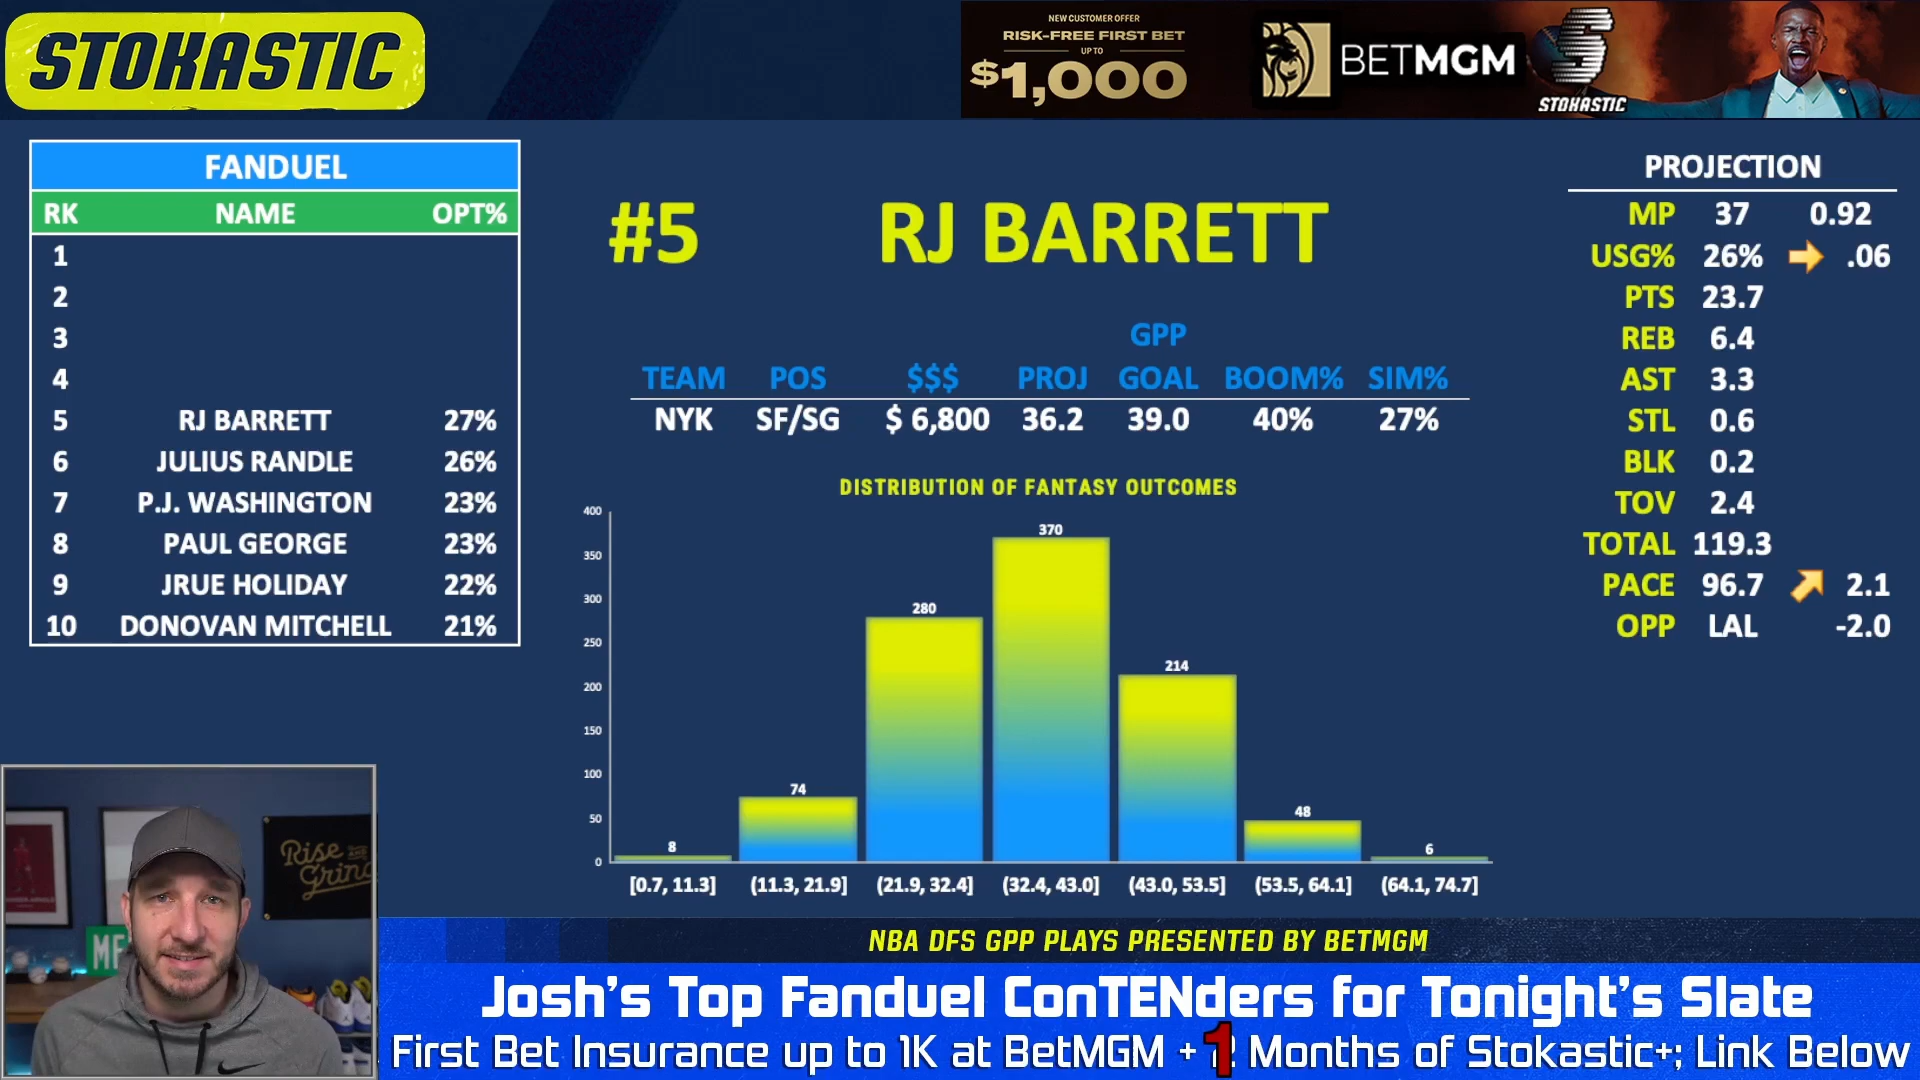 STOKASTIC
NEW CUSTOMER OFFER
RISK-FREE FIRST BET
UP TO
$1,000
BETMGM
STOKASTIC
FANDUEL
RK NAME OPT%
1
2
3
4
5 RJ BARRETT 27%
6 JULIUS RANDLE 26%
7 P.J. WASHINGTON 23%
8 PAUL GEORGE 23%
9 JRUE HOLIDAY 22%
10 DONOVAN MITCHELL 21%
#5 RJ BARRETT
GPP
TEAM POS $$$ PROJ GOAL BOOM% SIM%
NYK SF/SG $ 6,800 36.2 39.0 40% 27%
DISTRIBUTION OF FANTASY OUTCOMES
400
350
300
250
200
150
100
50
0
8
74
280
370
214
48
6
[0.7, 11.3] (11.3, 21.9] (21.9, 32.4] (32.4, 43.0] (43.0, 53.5] (53.5, 64.1] (64.1, 74.7]
PROJECTION
MP 37 0.92
USG% 26% .06
PTS 23.7
REB 6.4
AST 3.3
STL 0.6
BLK 0.2
TOV 2.4
TOTAL 119.3
PACE 96.7 2.1
OPP LAL -2.0
Rise AND
Grind
MF
NBA DFS GPP PLAYS PRESENTED BY BETMGM
Josh's Top Fanduel ConTENders for Tonight's Slate
First Bet Insurance up to 1K at BetMGM + 1 Months of Stokastic+; Link Below